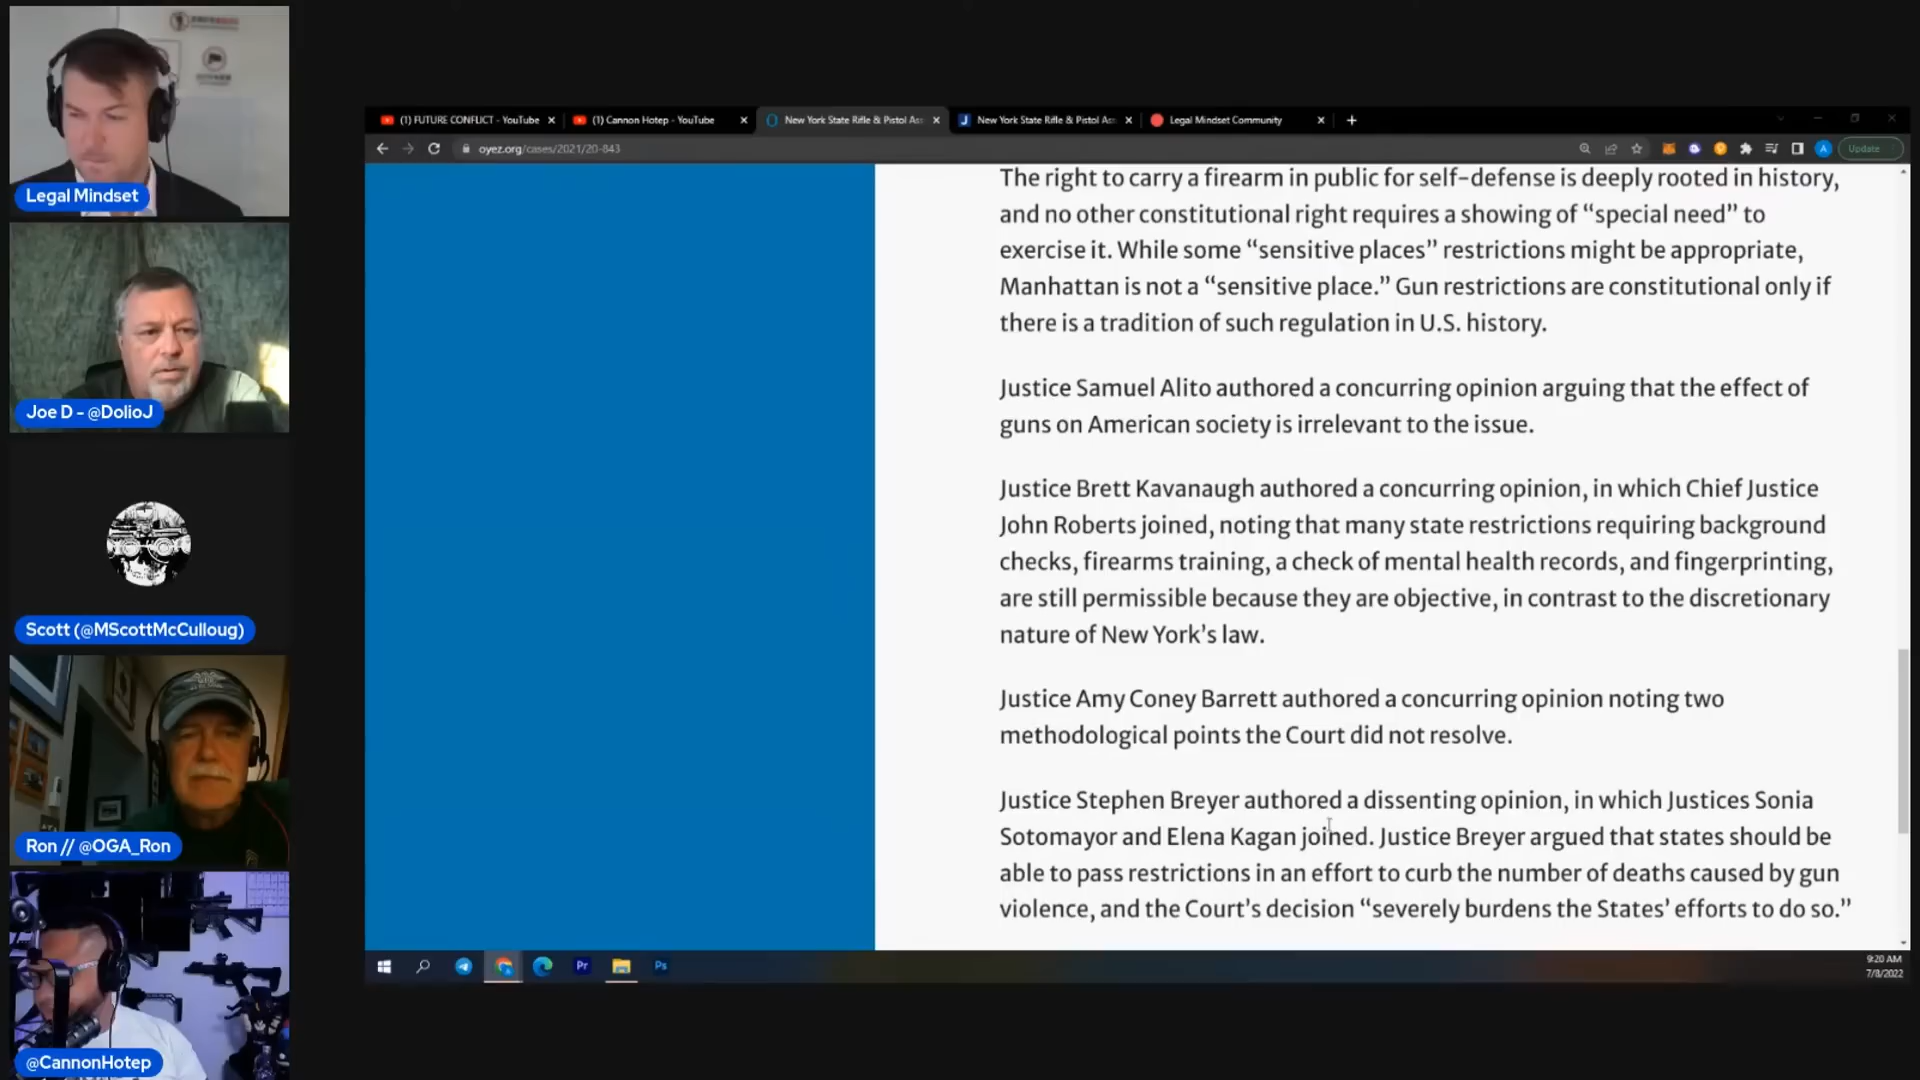 Legal Mindset
Joe D - @DolioJ
Scott (@MScottMcCulloug)
Ron // @OGA_Ron
@CannonHotep
(1) FUTURE CONFLICT - YouTube
(1) Cannon Hotep - YouTube
New York State Rifle & Pistol Ass
New York State Rifle & Pistol Ass
Legal Mindset Community
oyez.org/cases/2021/20-843
Update
The right to carry a firearm in public for self-defense is deeply rooted in history,
and no other constitutional right requires a showing of “special need” to
exercise it. While some “sensitive places” restrictions might be appropriate,
Manhattan is not a “sensitive place.” Gun restrictions are constitutional only if
there is a tradition of such regulation in U.S. history.
Justice Samuel Alito authored a concurring opinion arguing that the effect of
guns on American society is irrelevant to the issue.
Justice Brett Kavanaugh authored a concurring opinion, in which Chief Justice
John Roberts joined, noting that many state restrictions requiring background
checks, firearms training, a check of mental health records, and fingerprinting,
are still permissible because they are objective, in contrast to the discretionary
nature of New York’s law.
Justice Amy Coney Barrett authored a concurring opinion noting two
methodological points the Court did not resolve.
Justice Stephen Breyer authored a dissenting opinion, in which Justices Sonia
Sotomayor and Elena Kagan joined. Justice Breyer argued that states should be
able to pass restrictions in an effort to curb the number of deaths caused by gun
violence, and the Court’s decision “severely burdens the States’ efforts to do so.”
A
Pr
Ps
9:20 AM
7/8/2022